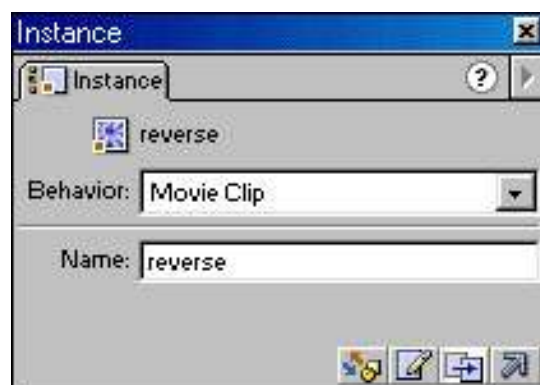 Instance
Instance
?
reverse
Behavior: Movie Clip
Name: reverse